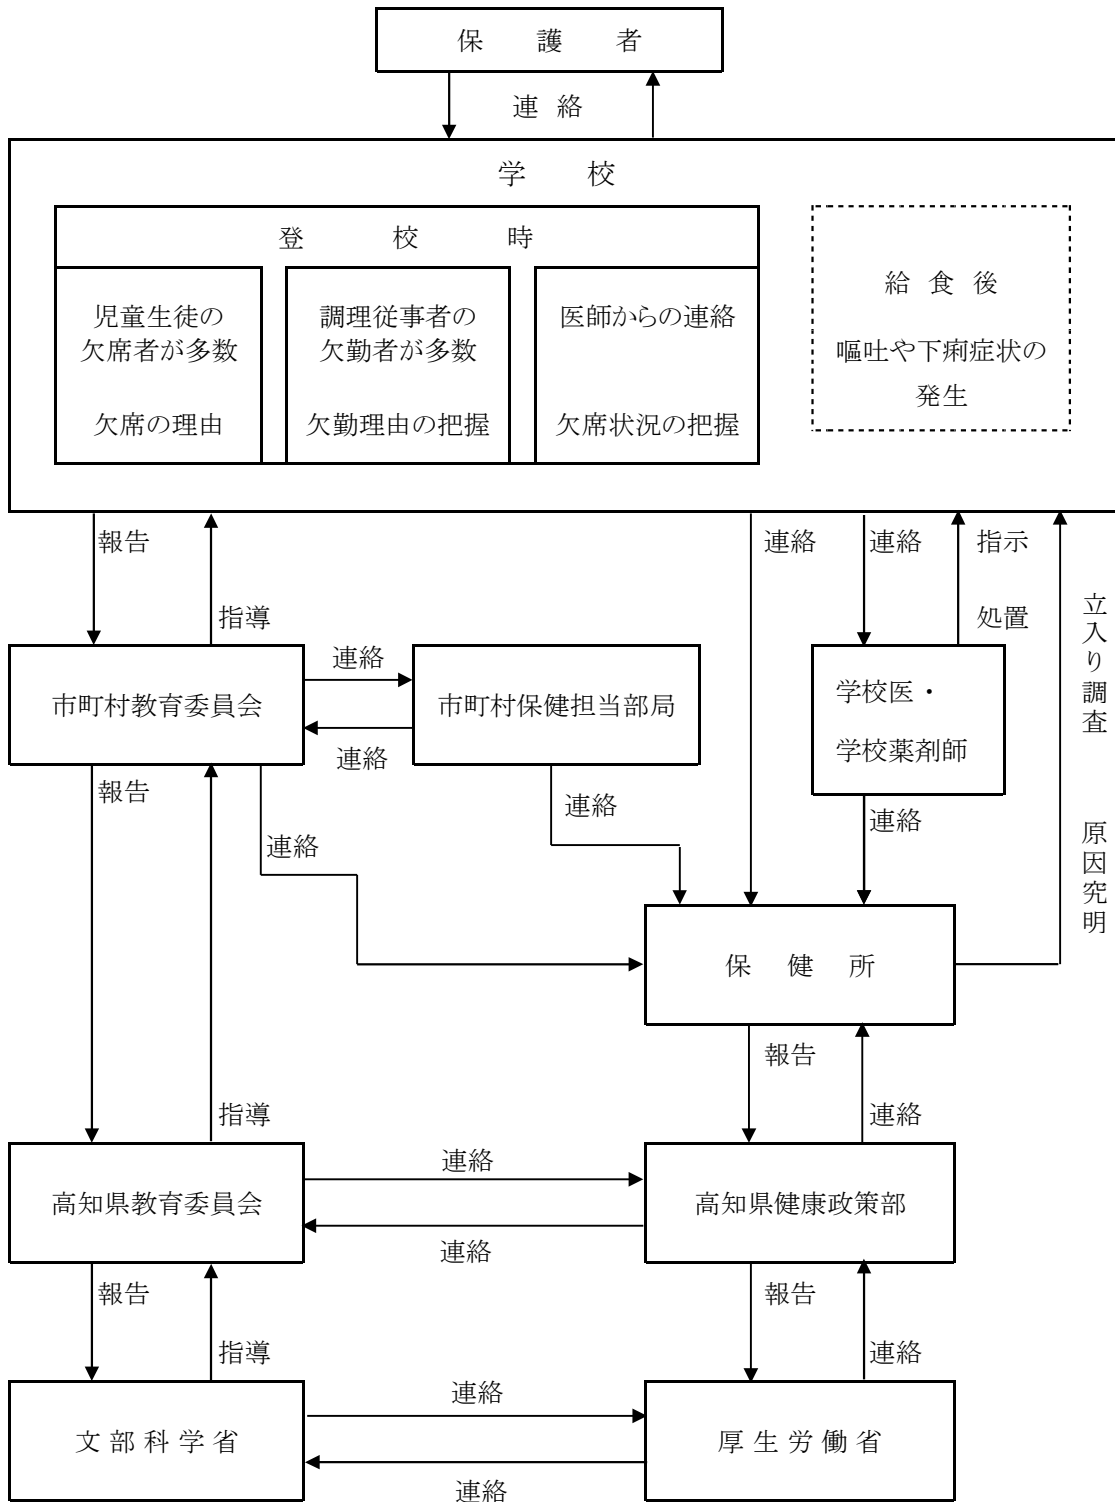 保護者
連絡
学校
登校時
児童生徒の
欠席者が多数
欠席の理由
調理従事者の
欠勤者が多数
欠勤理由の把握
医師からの連絡
欠席状況の把握
給食後
嘔吐や下痢症状の
発生
報告
指導
連絡
連絡
指示
処置
立入り調査
原因究明
市町村教育委員会
連絡
連絡
市町村保健担当部局
学校医・
学校薬剤師
報告
連絡
連絡
連絡
保健所
指導
報告
連絡
高知県教育委員会
連絡
連絡
高知県健康政策部
報告
指導
報告
連絡
文部科学省
連絡
連絡
厚生労働省